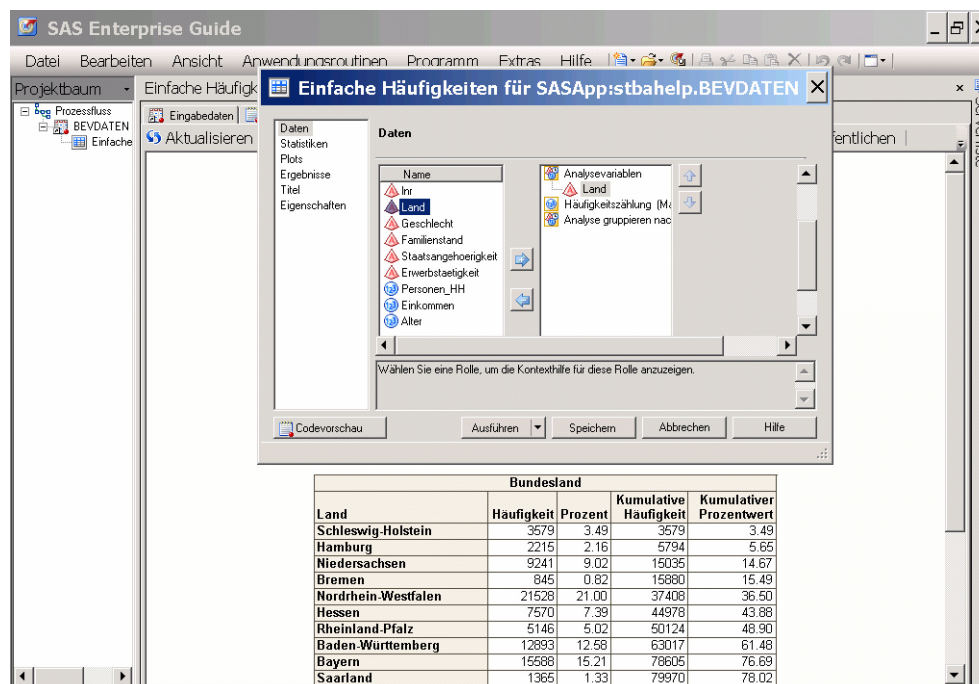 SAS Enterprise Guide
Datei Bearbeiten Ansicht Anwendungsroutinen Programm Extras Hilfe
Projektbaum
Einfache Häufigk
Prozessfluss
BEVDATEN
Einfache
Eingabedaten
Aktualisieren
entlichen
Einfache Häufigkeiten für SASApp:stbahelp.BEVDATEN
Daten
Statistiken
Plots
Ergebnisse
Titel
Eigenschaften
Daten
Name
lnr
Land
Geschlecht
Familienstand
Staatsangehoerigkeit
Erwerbstaetigkeit
Personen_HH
Einkommen
Alter
Analysevariablen
Land
Häufigkeitszählung (Ma
Analyse gruppieren nac
Wählen Sie eine Rolle, um die Kontexthilfe für diese Rolle anzuzeigen.
Codevorschau Ausführen Speichern Abbrechen Hilfe
Bundesland
Land Häufigkeit Prozent Kumulative Häufigkeit Kumulativer Prozentwert
Schleswig-Holstein 3579 3.49 3579 3.49
Hamburg 2215 2.16 5794 5.65
Niedersachsen 9241 9.02 15035 14.67
Bremen 845 0.82 15880 15.49
Nordrhein-Westfalen 21528 21.00 37408 36.50
Hessen 7570 7.39 44978 43.88
Rheinland-Pfalz 5146 5.02 50124 48.90
Baden-Württemberg 12893 12.58 63017 61.48
Bayern 15588 15.21 78605 76.69
Saarland 1365 1.33 79970 78.02